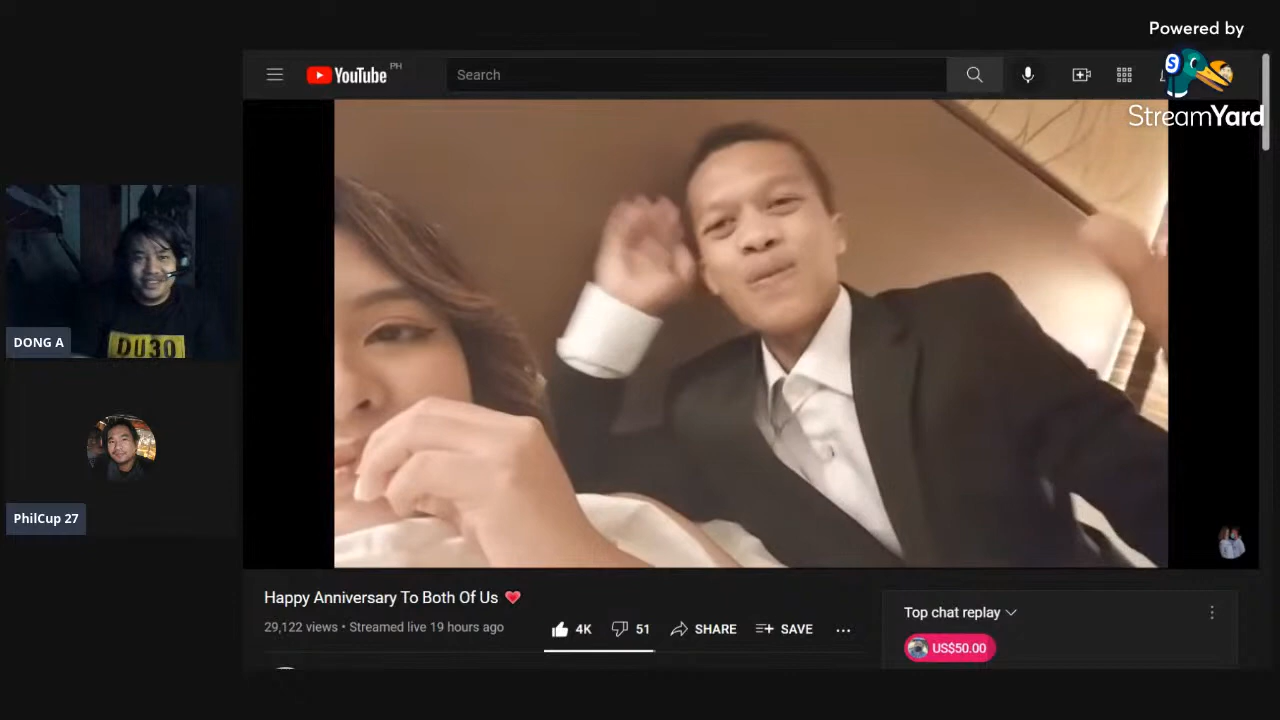 Powered by
StreamYard
YouTube PH
Search
DONG A
DU30
PhilCup 27
Happy Anniversary To Both Of Us
29,122 views • Streamed live 19 hours ago
4K
51
SHARE
SAVE
Top chat replay
US$50.00